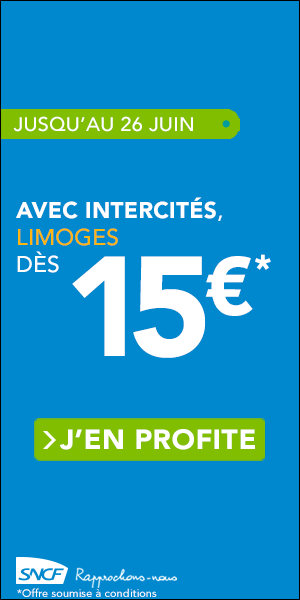 JUSQU'AU 26 JUIN
AVEC INTERCITÉS,
LIMOGES
DÈS 15€*
> J'EN PROFITE
SNCF Rapprochons-nous
*Offre soumise à conditions